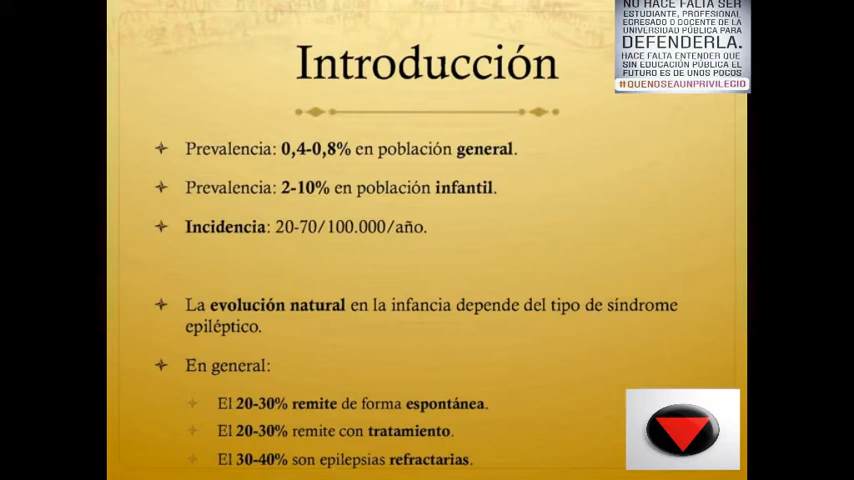 NO HACE FALTA SER
ESTUDIANTE, PROFESIONAL,
EGRESADO O DOCENTE DE LA
UNIVERSIDAD PÚBLICA PARA
DEFENDERLA.
HACE FALTA ENTENDER QUE
SIN EDUCACIÓN PÚBLICA EL
FUTURO ES DE UNOS POCOS
#QUENOSEAUNPRIVILEGIO
Introducción
Prevalencia: 0,4-0,8% en población general.
Prevalencia: 2-10% en población infantil.
Incidencia: 20-70/100.000/año.
La evolución natural en la infancia depende del tipo de síndrome
epiléptico.
En general:
El 20-30% remite de forma espontánea.
El 20-30% remite con tratamiento.
El 30-40% son epilepsias refractarias.